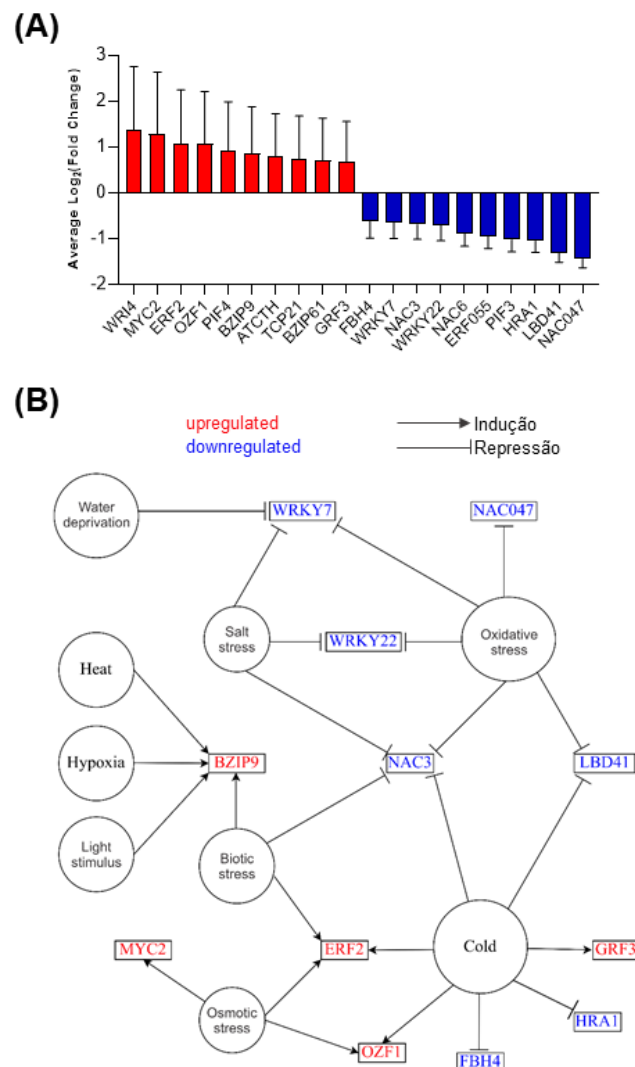 (A)
Average Log2(Fold Change)
3
2
1
0
-1
-2
WRI4
MYC2
ERF2
OZF1
PIF4
BZIP9
ATCTH
TCP21
BZIP61
GRF3
FBH4
WRKY7
NAC3
WRKY22
NAC6
ERF055
PIF3
HRA1
LBD41
NAC047
(B)
upregulated
downregulated
Indução
Repressão
Water
deprivation
WRKY7
NAC047
Salt
stress
WRKY22
Oxidative
stress
Heat
Hypoxia
BZIP9
NAC3
LBD41
Light
stimulus
Biotic
stress
MYC2
ERF2
Cold
GRF3
Osmotic
stress
OZF1
HRA1
FBH4